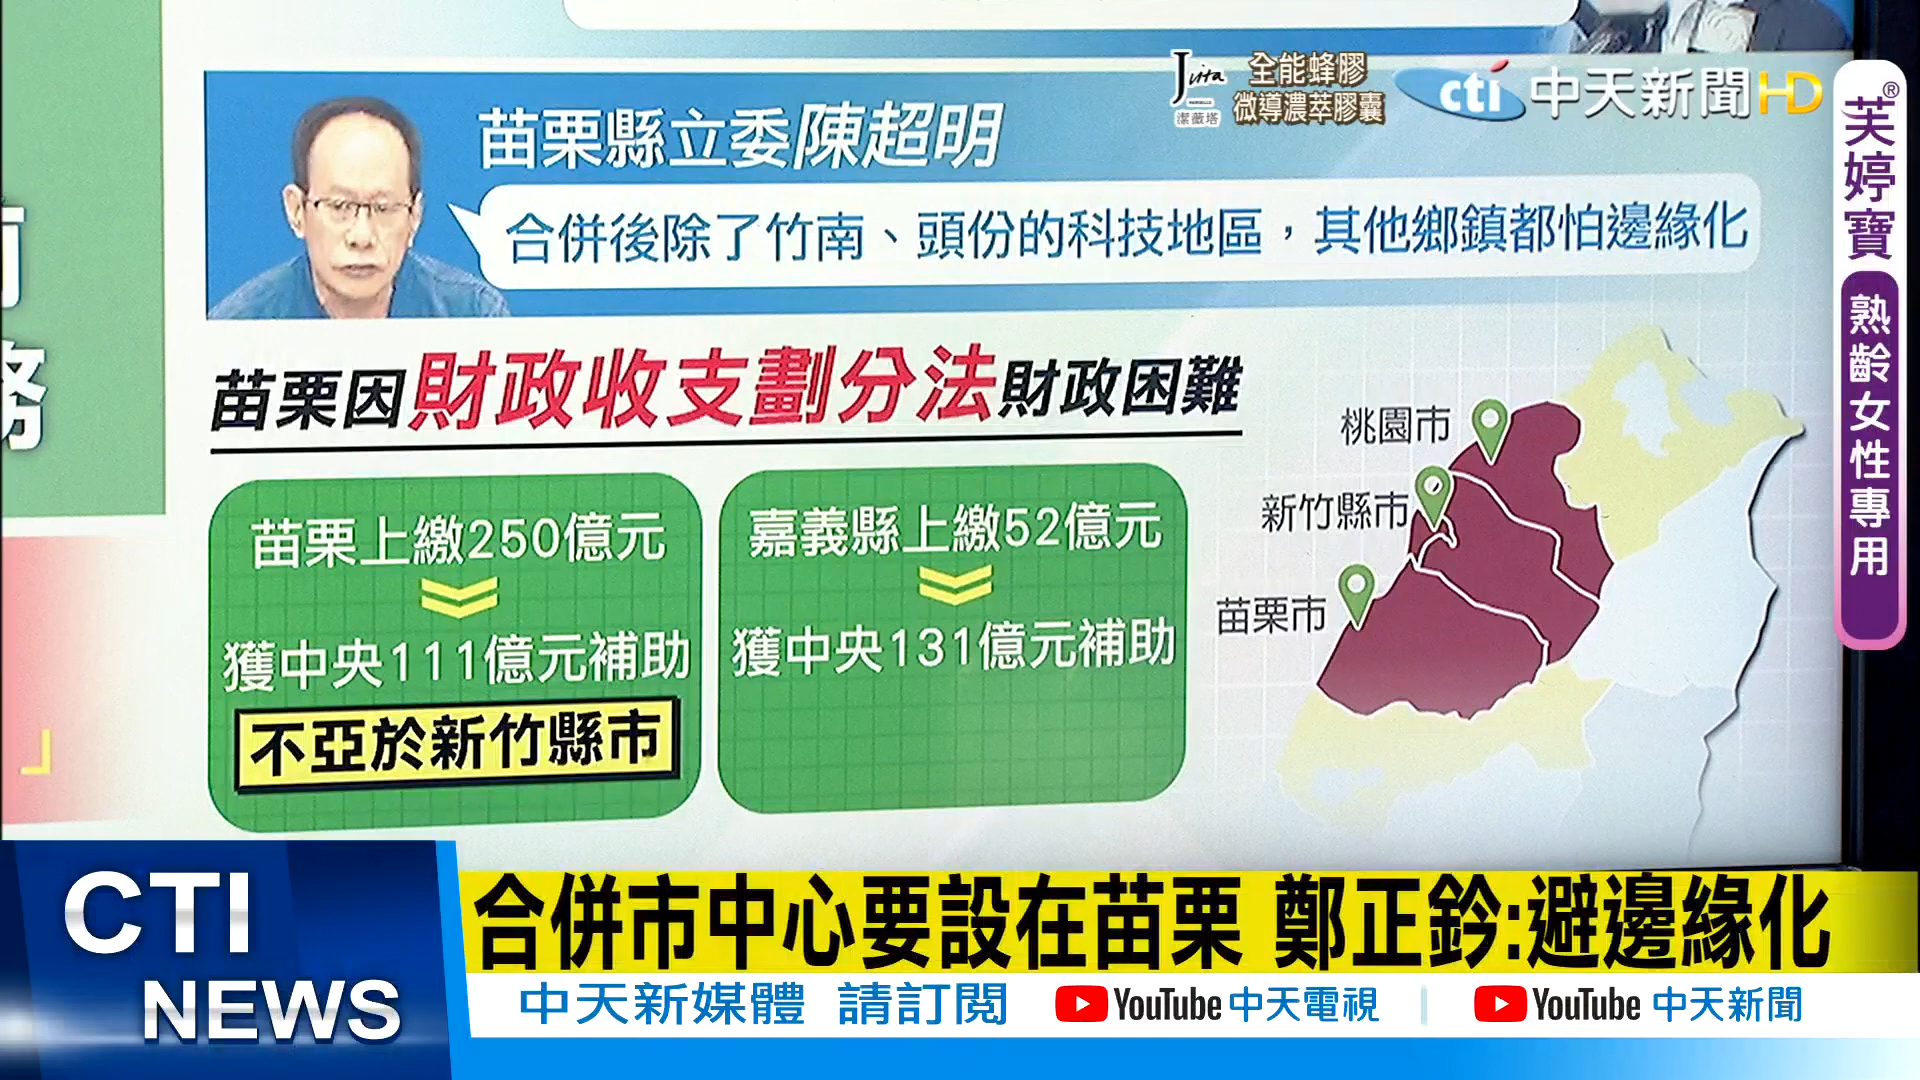 Jvita
潔薇塔
全能蜂膠
微導濃萃膠囊
cti 中天新聞HD
苗栗縣立委陳超明
合併後除了竹南、頭份的科技地區，其他鄉鎮都怕邊緣化
苗栗因財政收支劃分法財政困難
苗栗上繳250億元
獲中央111億元補助
不亞於新竹縣市
嘉義縣上繳52億元
獲中央131億元補助
桃園市
新竹縣市
苗栗市
芙婷寶®
熟齡女性專用
務
」
CTI
NEWS
合併市中心要設在苗栗 鄭正鈐:避邊緣化
中天新媒體 請訂閱 YouTube 中天電視 | YouTube 中天新聞